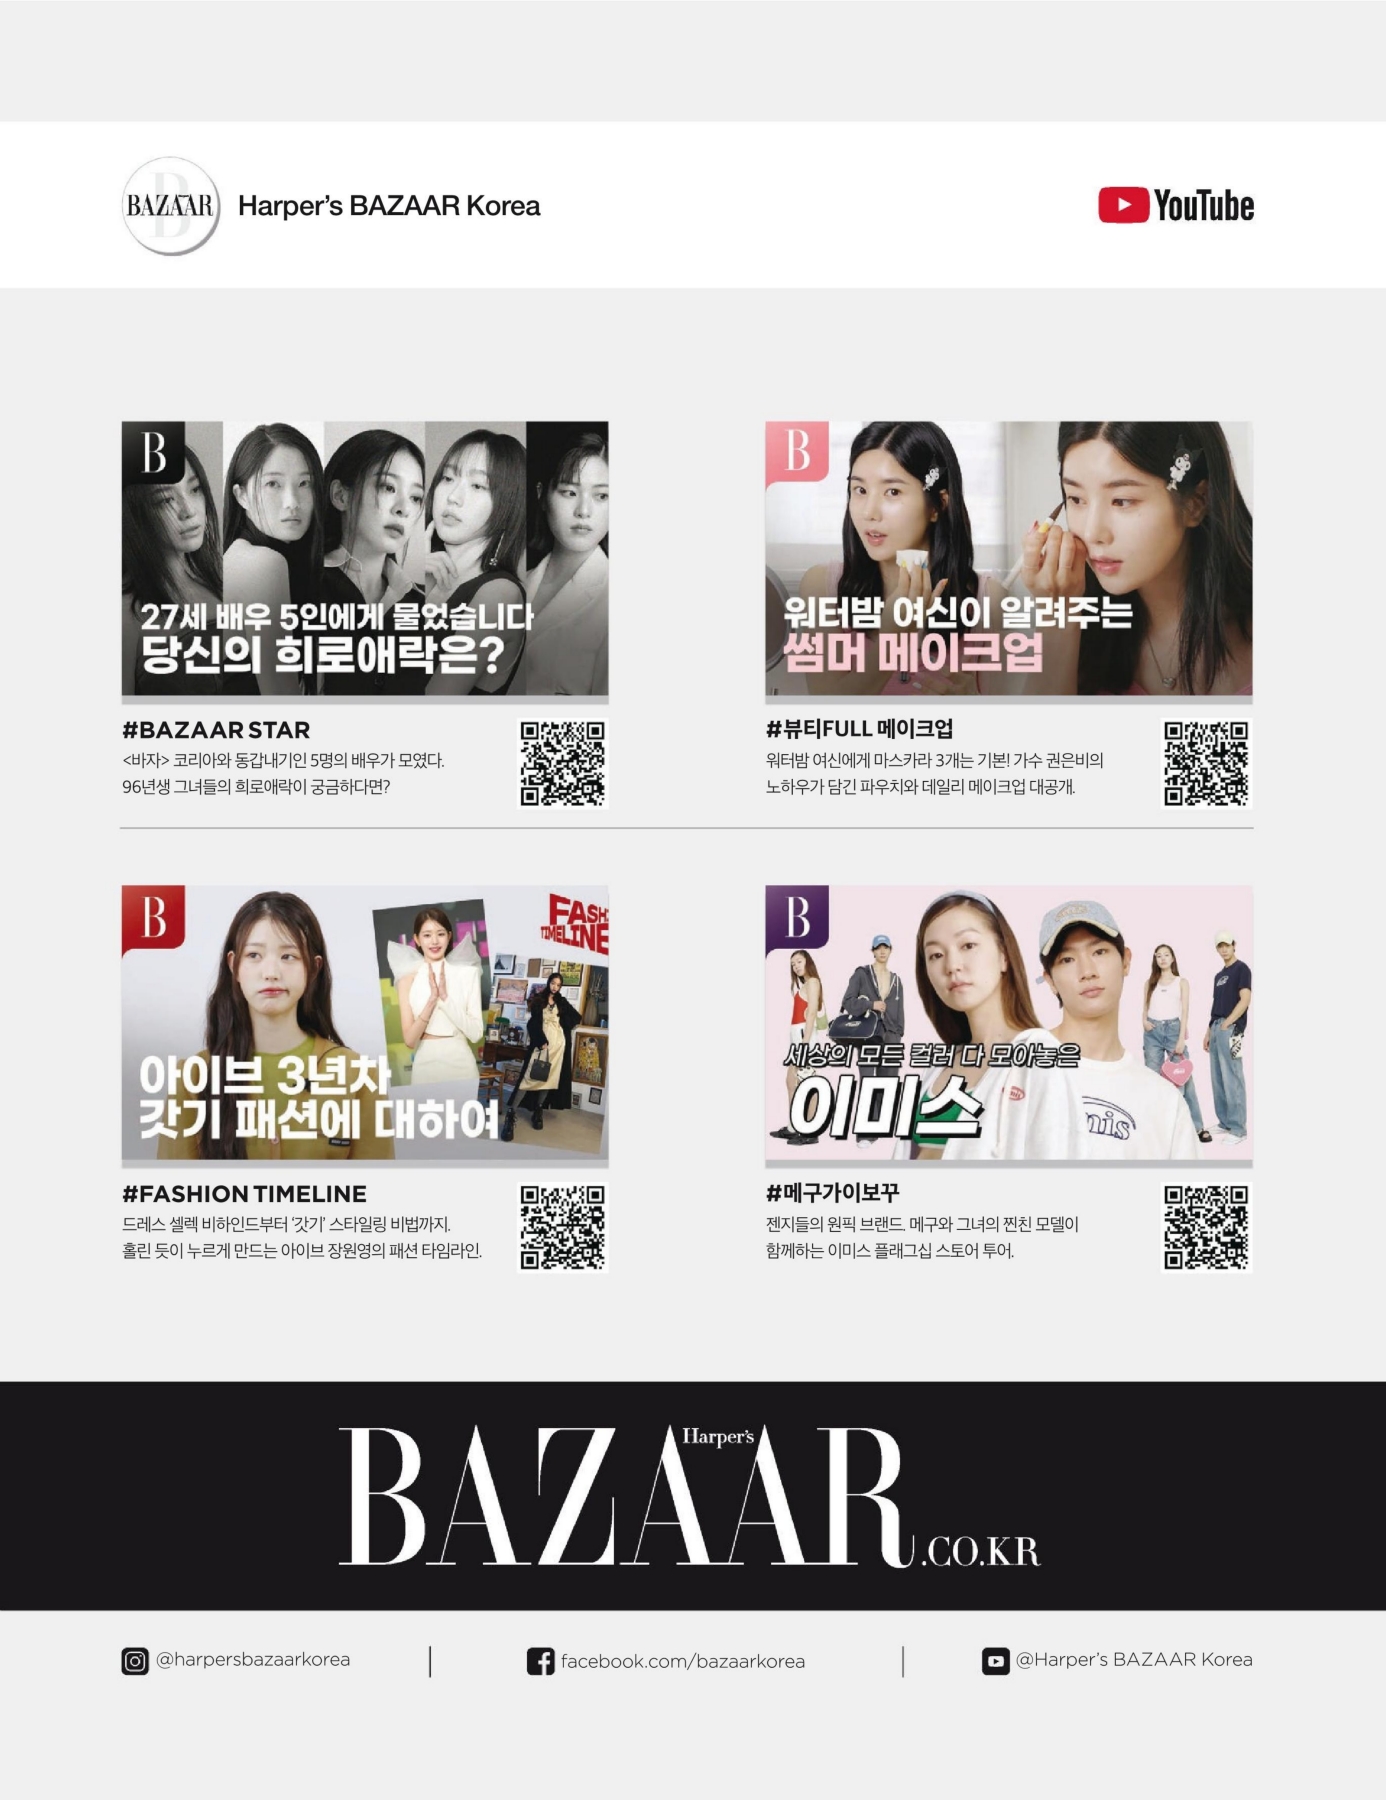 BAZAAR
Harper's BAZAAR Korea
YouTube
B
27세 배우 5인에게 물었습니다
당신의 희로애락은?
#BAZAAR STAR
<바자> 코리아와 동갑내기인 5명의 배우가 모였다.
96년생 그녀들의 희로애락이 궁금하다면?
B
워터밤 여신이 알려주는
썸머 메이크업
#뷰티FULL 메이크업
워터밤 여신에게 마스카라 3개는 기본! 가수 권은비의
노하우가 담긴 파우치와 데일리 메이크업 대공개.
B
FASH
TIMELINE
아이브 3년차
갓기 패션에 대하여
#FASHION TIMELINE
드레스 셀렉 비하인드부터 '갓기' 스타일링 비법까지.
홀린 듯이 누르게 만드는 아이브 장원영의 패션 타임라인.
B
세상의 모든 컬러 다 모아놓은
이미스
nis
#메구가이보꾸
젠지들의 원픽 브랜드. 메구와 그녀의 찐친 모델이
함께하는 이미스 플래그십 스토어 투어.
Harper's
BAZAAR.CO.KR
@harpersbazaarkorea
facebook.com/bazaarkorea
@Harper's BAZAAR Korea